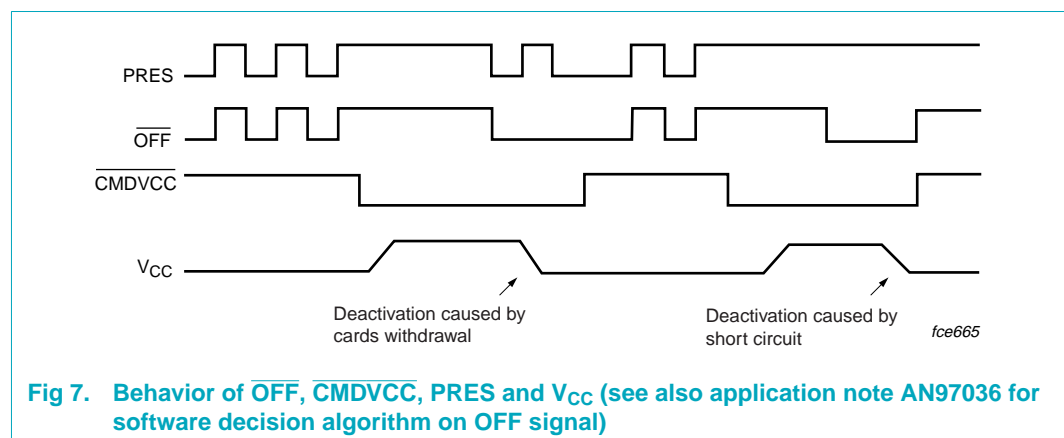 PRES
OFF
CMDVCC
VCC
Deactivation caused by
cards withdrawal
Deactivation caused by
short circuit
fce665
Fig 7. Behavior of OFF, CMDVCC, PRES and VCC (see also application note AN97036 for
software decision algorithm on OFF signal)